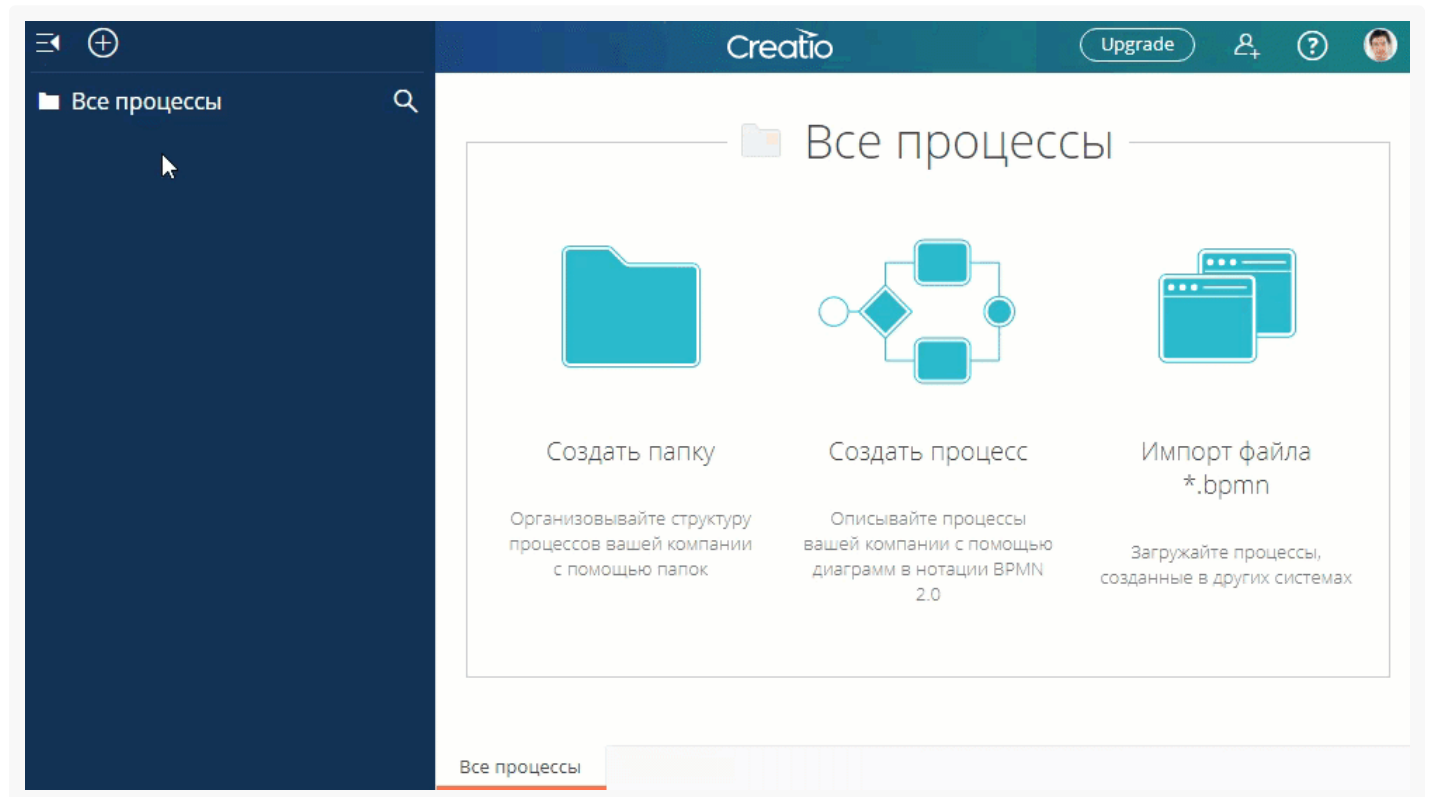 Creatio
Upgrade
Все процессы
Все процессы
Создать папку
Организовывайте структуру
процессов вашей компании
с помощью папок
Создать процесс
Описывайте процессы
вашей компании с помощью
диаграмм в нотации BPMN
2.0
Импорт файла
*.bpmn
Загружайте процессы,
созданные в других системах
Все процессы